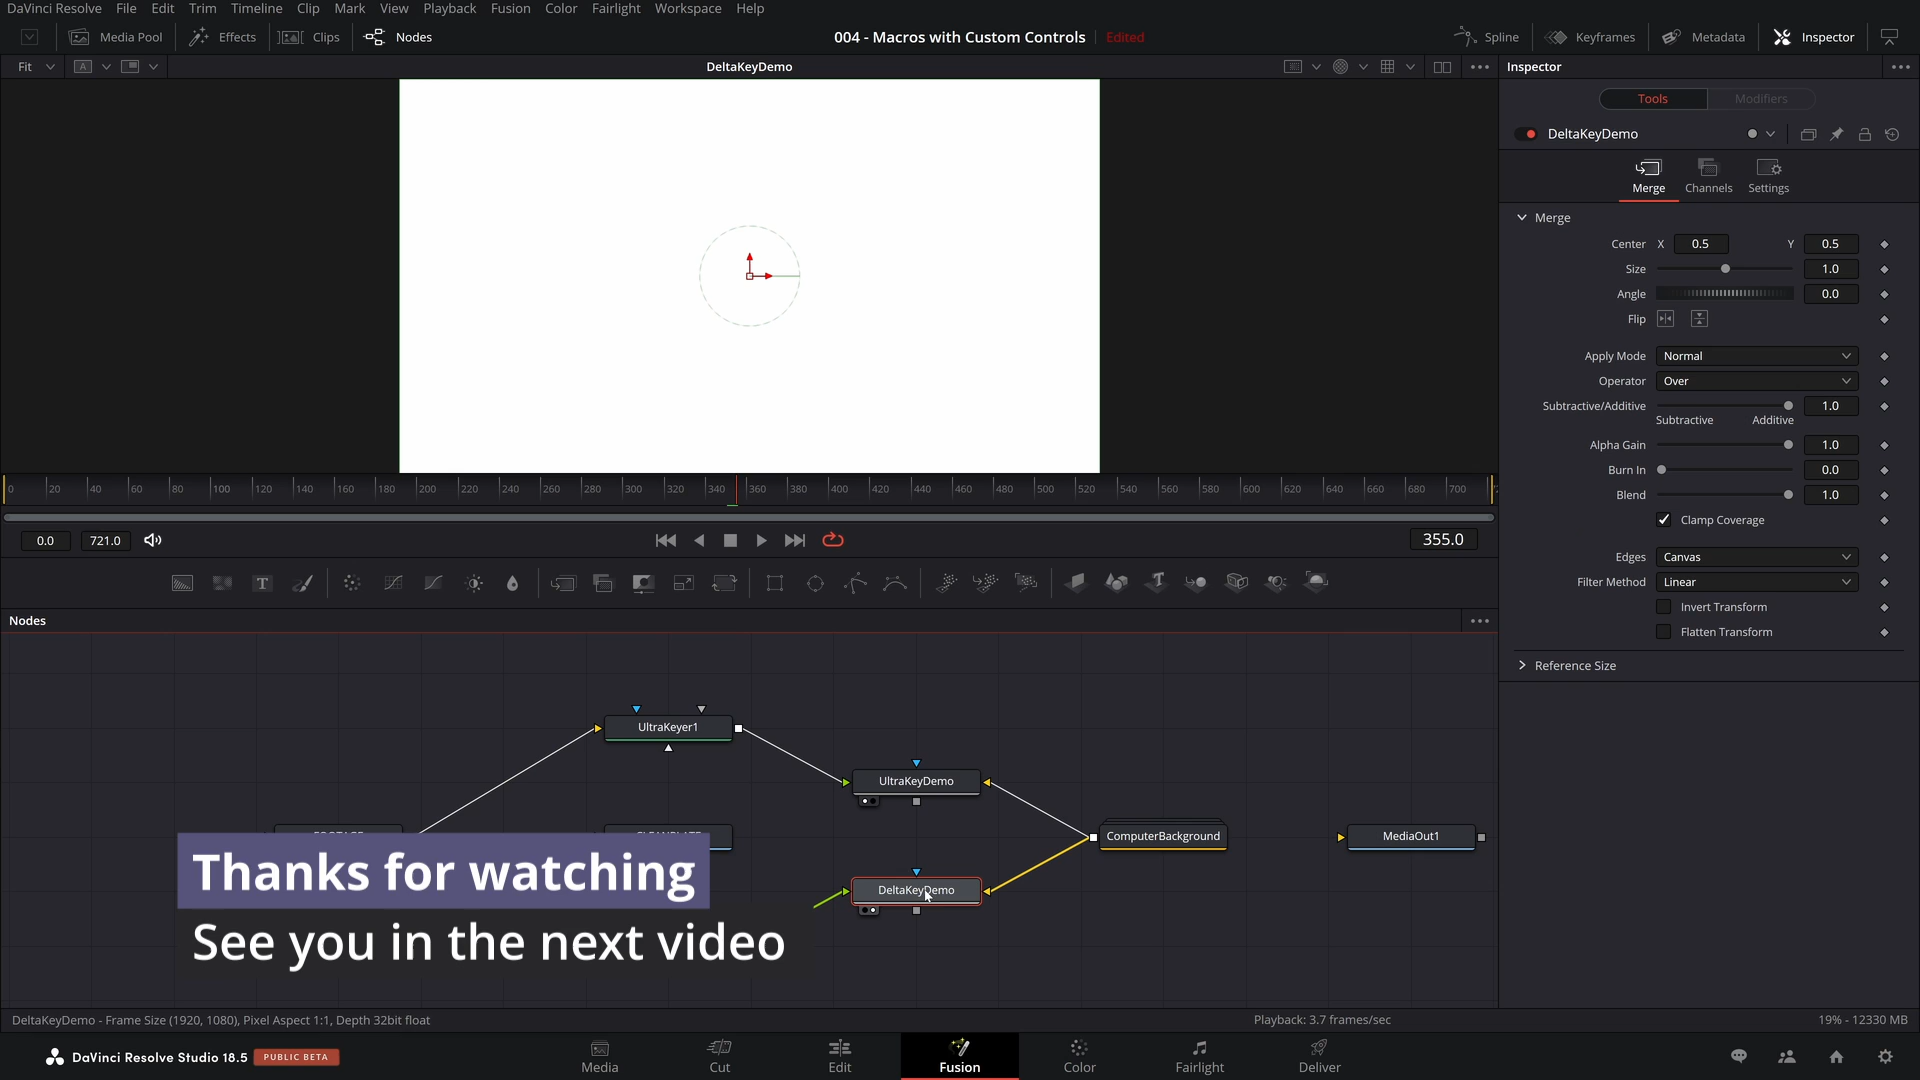 DaVinci Resolve File Edit Trim Timeline Clip Mark View Playback Fusion Color Fairlight Workspace Help
Media Pool Effects Clips Nodes 004 - Macros with Custom Controls Edited Spline Keyframes Metadata Inspector
Fit A DeltaKeyDemo Inspector
Tools Modifiers
DeltaKeyDemo
Merge Channels Settings
Merge
Center X 0.5 Y 0.5
Size 1.0
Angle 0.0
Flip
Apply Mode Normal
Operator Over
Subtractive/Additive 1.0
Subtractive Additive
Alpha Gain 1.0
Burn In 0.0
Blend 1.0
Clamp Coverage
Edges Canvas
Filter Method Linear
Invert Transform
Flatten Transform
Reference Size
0 20 40 60 80 100 120 140 160 180 200 220 240 260 280 300 320 340 360 380 400 420 440 460 480 500 520 540 560 580 600 620 640 660 680 700
0.0 721.0 355.0
T
Nodes
UltraKeyer1
UltraKeyDemo
ComputerBackground MediaOut1
DeltaKeyDemo
Thanks for watching
See you in the next video
DeltaKeyDemo - Frame Size (1920, 1080), Pixel Aspect 1:1, Depth 32bit float Playback: 3.7 frames/sec 19% - 12330 MB
DaVinci Resolve Studio 18.5 PUBLIC BETA Media Cut Edit Fusion Color Fairlight Deliver